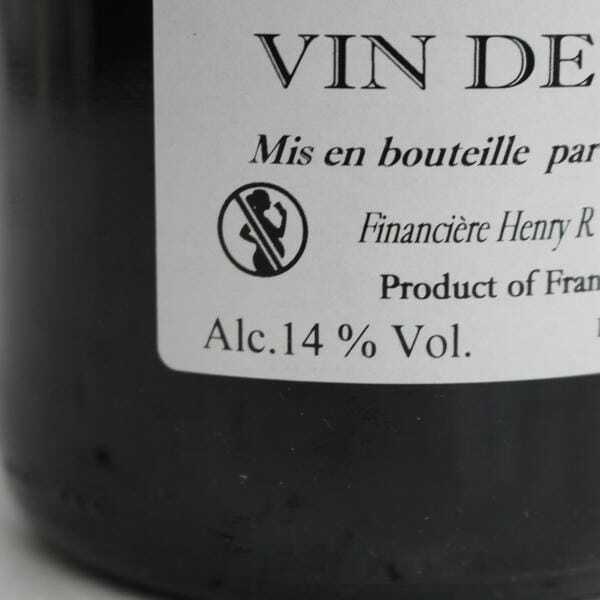 VIN DE
Mis en bouteille par
Financière Henry R
Product of Fran
Alc.14 % Vol.